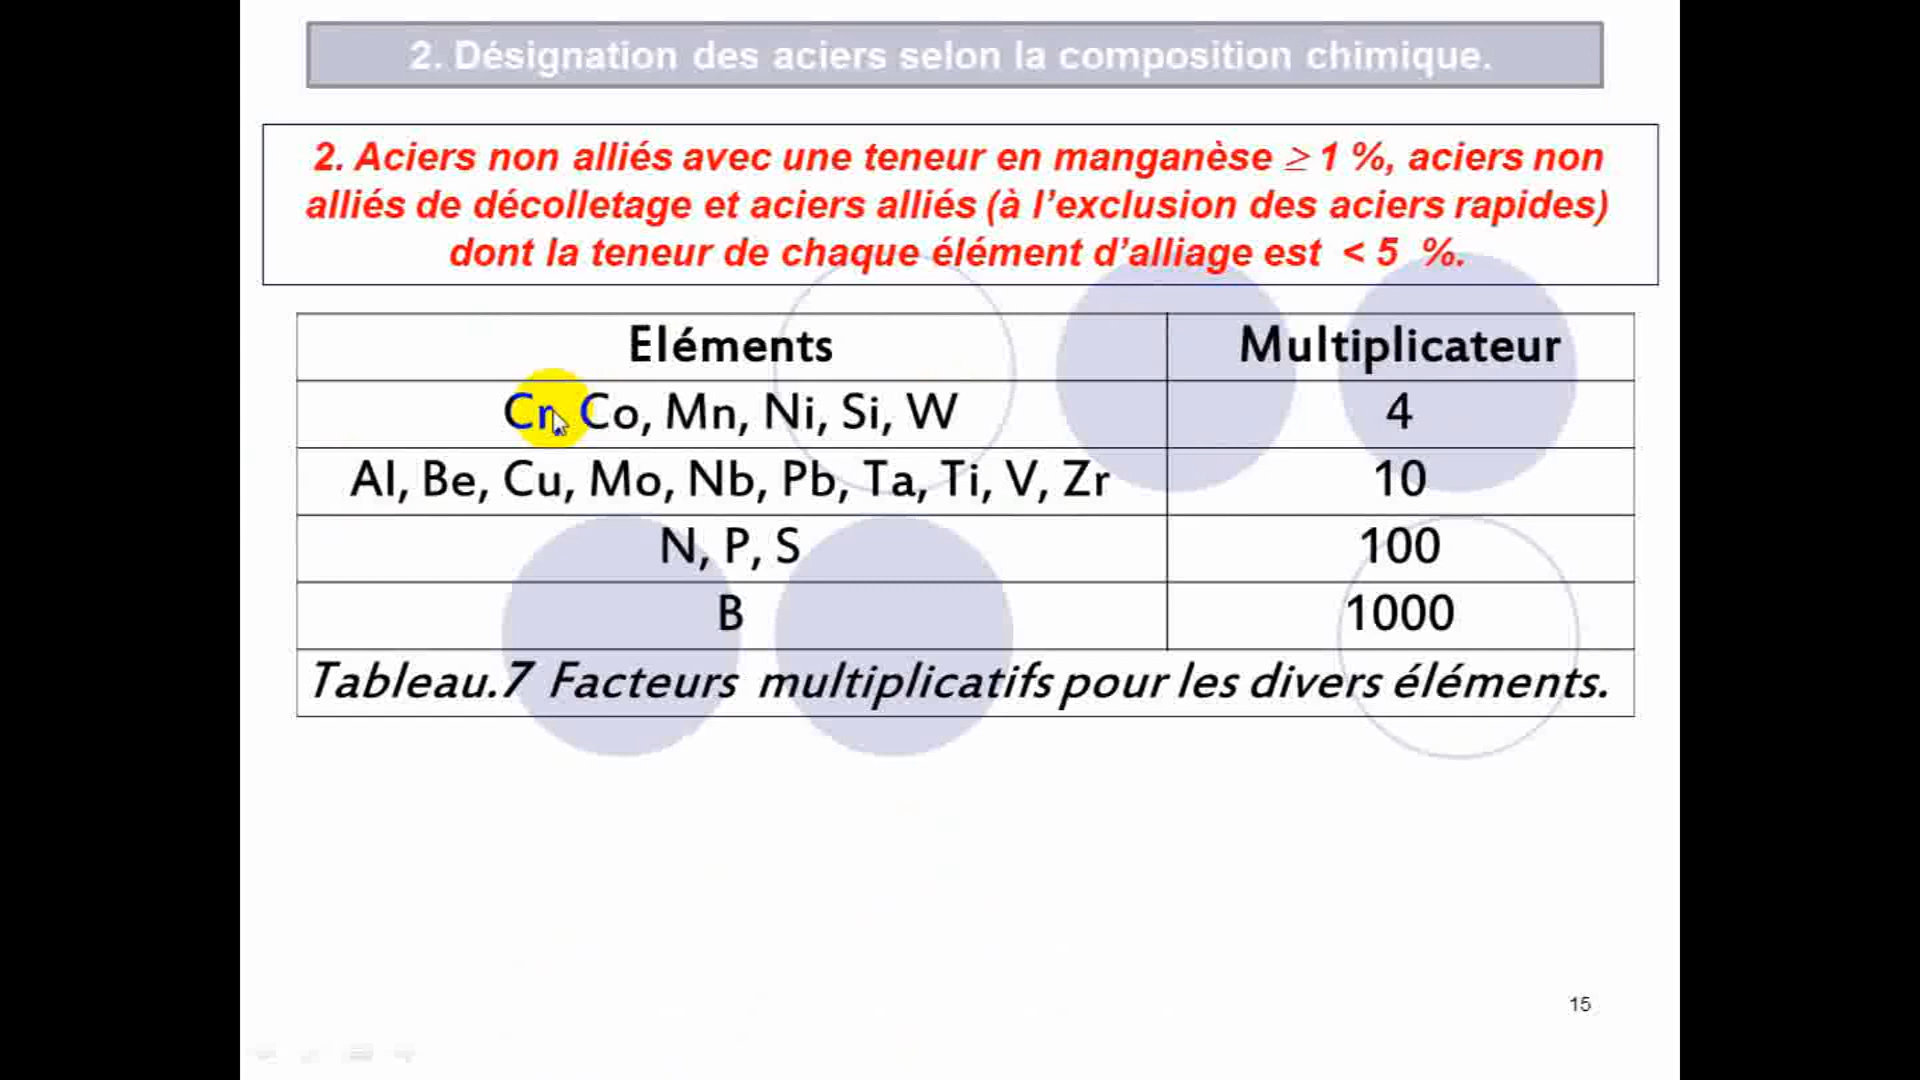 2. Désignation des aciers selon la composition chimique.
2. Aciers non alliés avec une teneur en manganèse ≥ 1 %, aciers non
alliés de décolletage et aciers alliés (à l’exclusion des aciers rapides)
dont la teneur de chaque élément d’alliage est < 5 %.
Eléments Multiplicateur
Cr, Co, Mn, Ni, Si, W 4
Al, Be, Cu, Mo, Nb, Pb, Ta, Ti, V, Zr 10
N, P, S 100
B 1000
Tableau.7 Facteurs multiplicatifs pour les divers éléments.
15